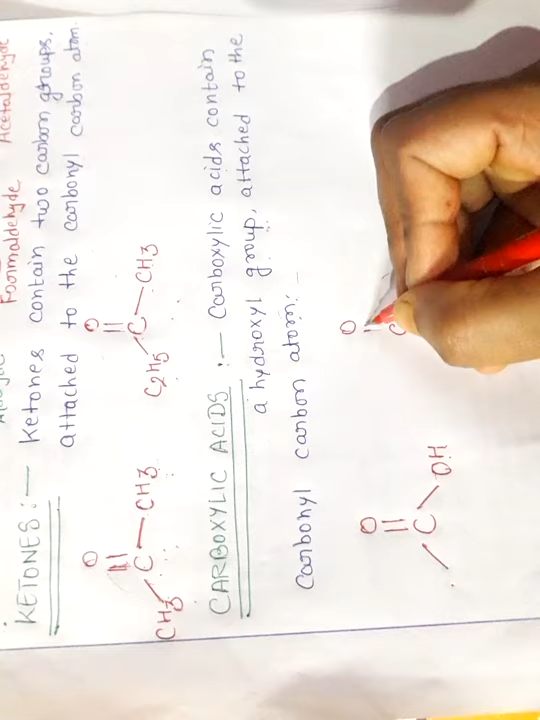 Formaldehyde Acetaldehyde
KETONES :— Ketones contain two carbon groups,
attached to the carbonyl carbon atom.
O O
CH3 C CH3 C2H5 C CH3
CARBOXYLIC ACIDS :— Carboxylic acids contain
a hydroxyl group, attached to the
carbonyl carbon atom:—
O O
C OH C